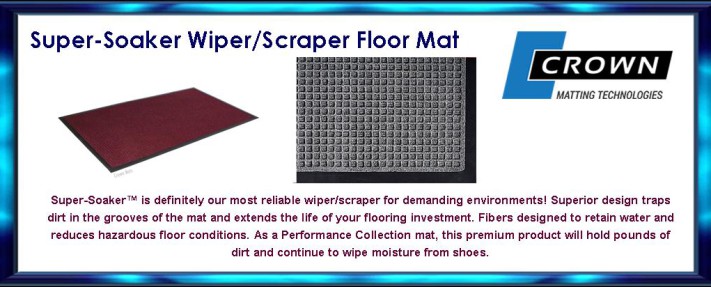 Super-Soaker Wiper/Scraper Floor Mat
CROWN
MATTING TECHNOLOGIES
Super-Soaker™ is definitely our most reliable wiper/scraper for demanding environments! Superior design traps
dirt in the grooves of the mat and extends the life of your flooring investment. Fibers designed to retain water and
reduces hazardous floor conditions. As a Performance Collection mat, this premium product will hold pounds of
dirt and continue to wipe moisture from shoes.